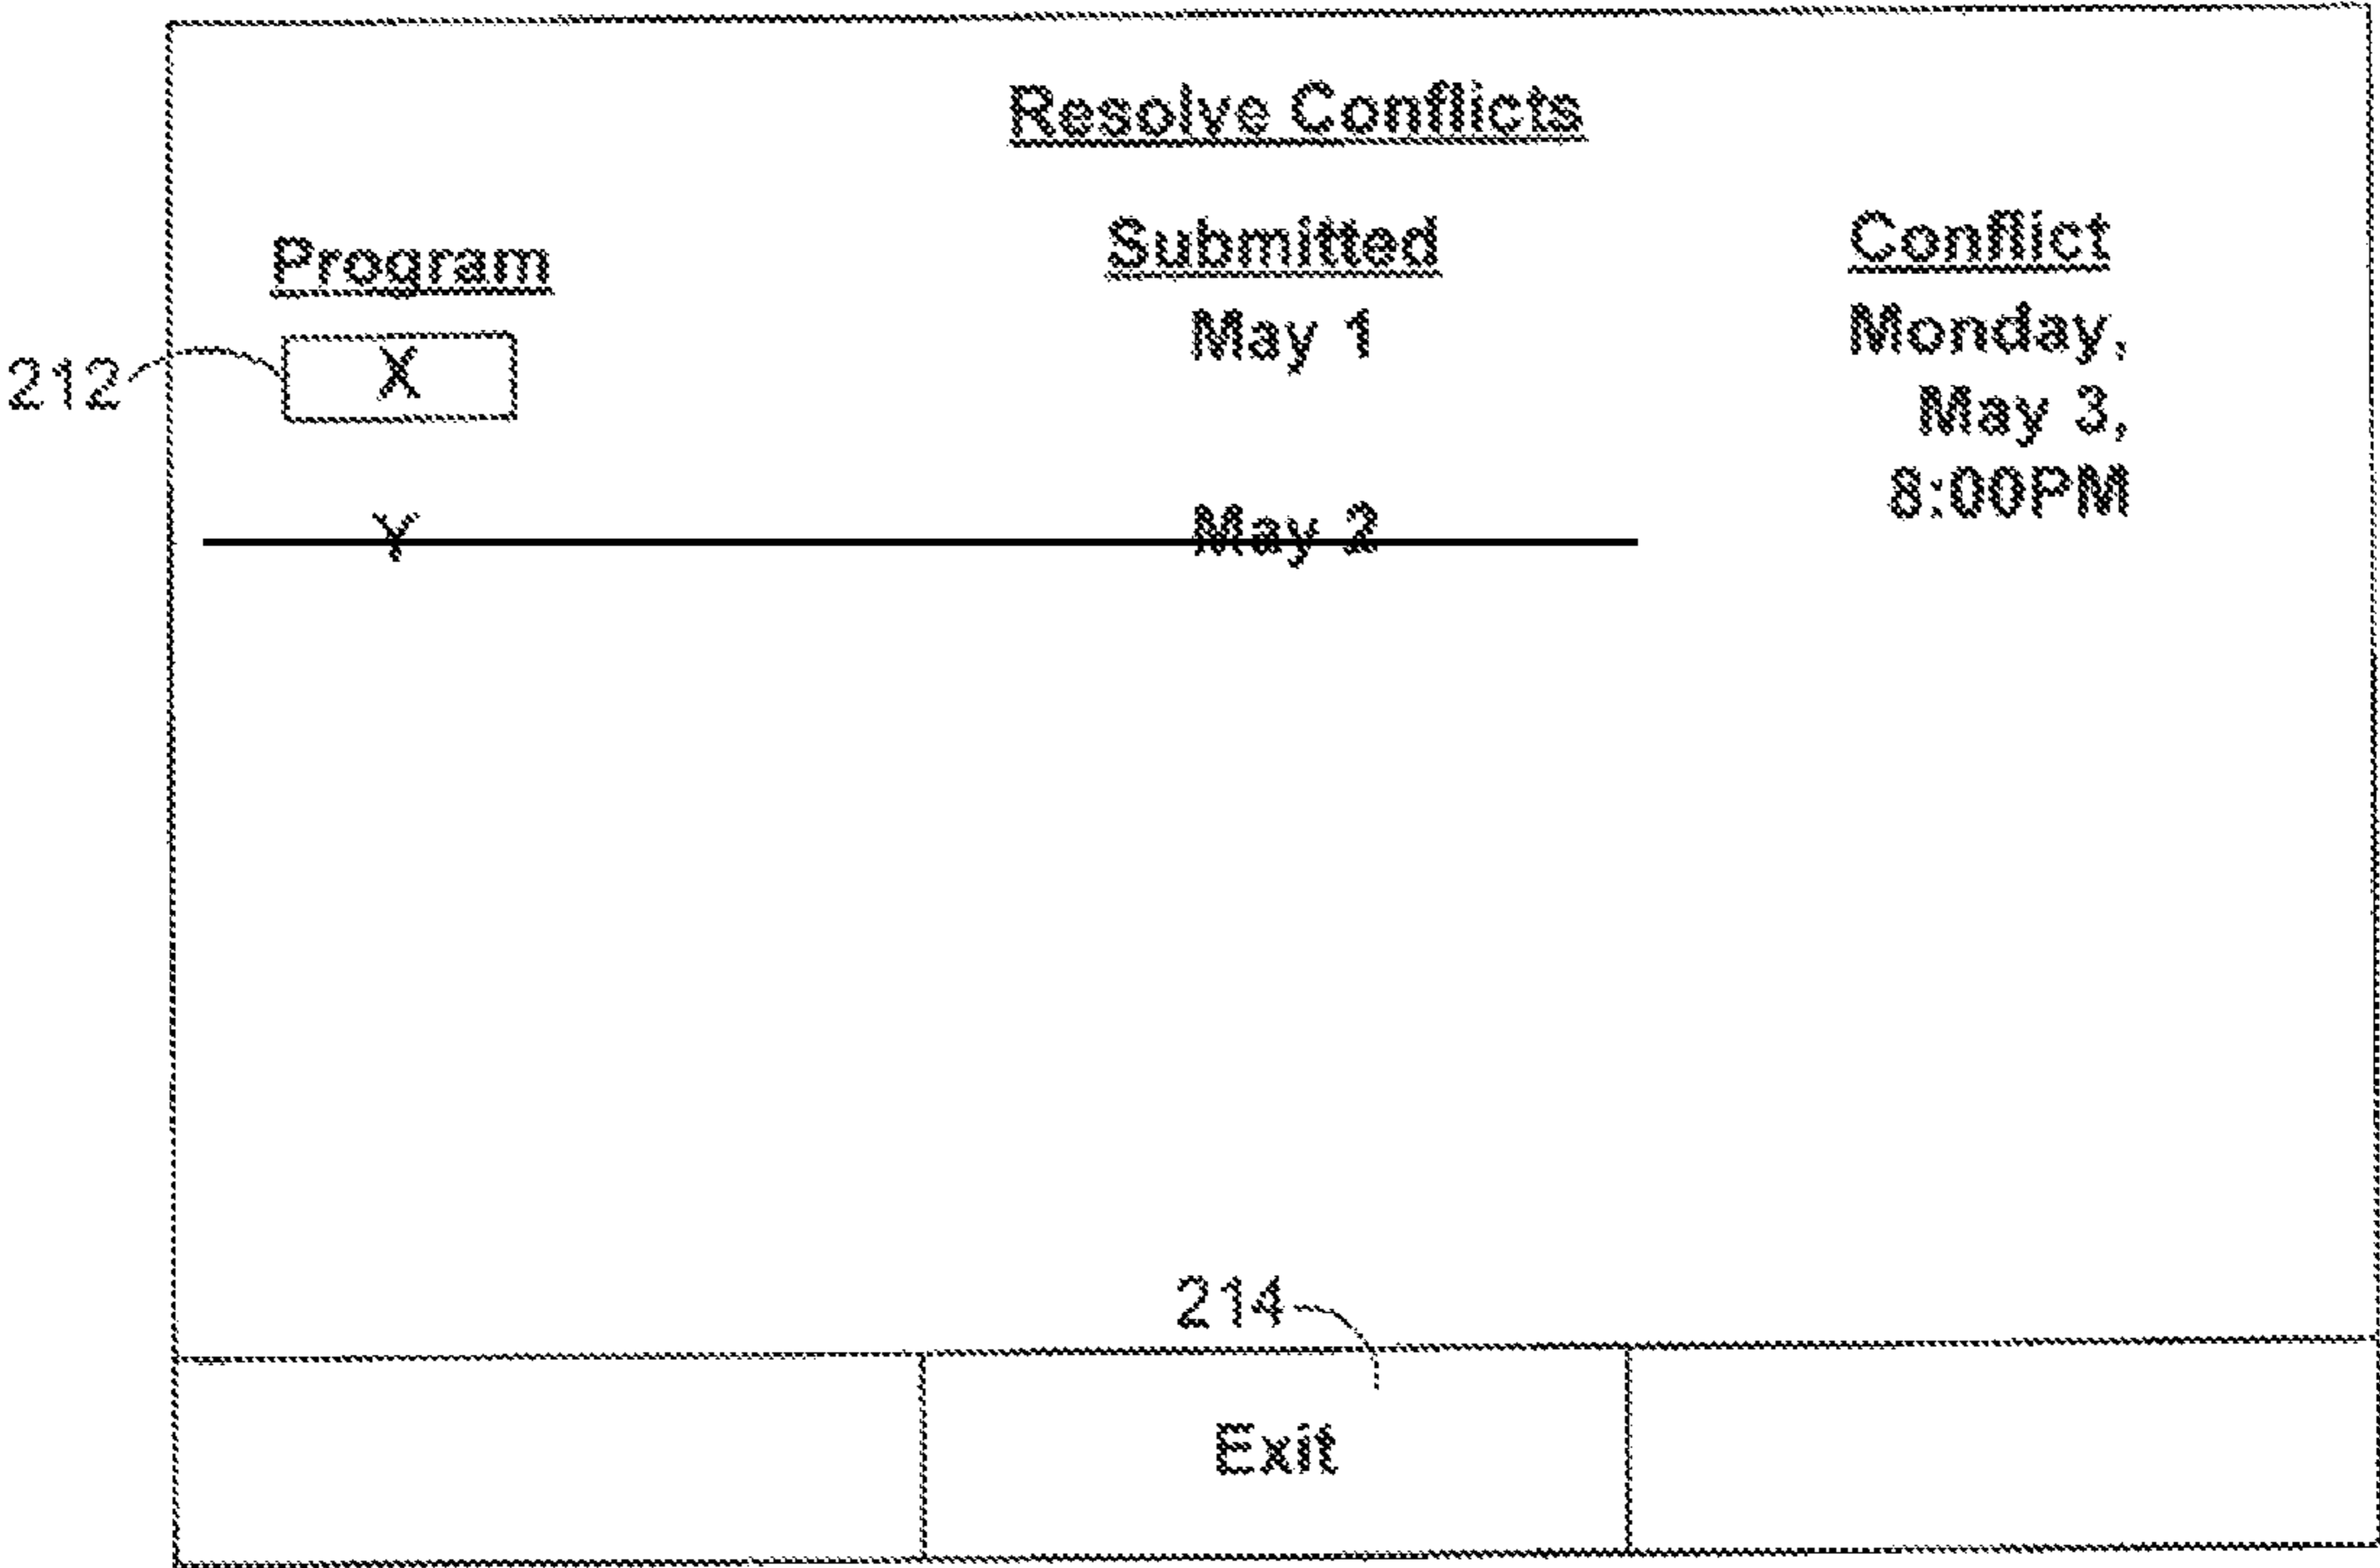 Resolve Conflicts
Program Submitted Conflict
212 X May 1 Monday,
May 3,
8:00PM
Y May 2
214
Exit